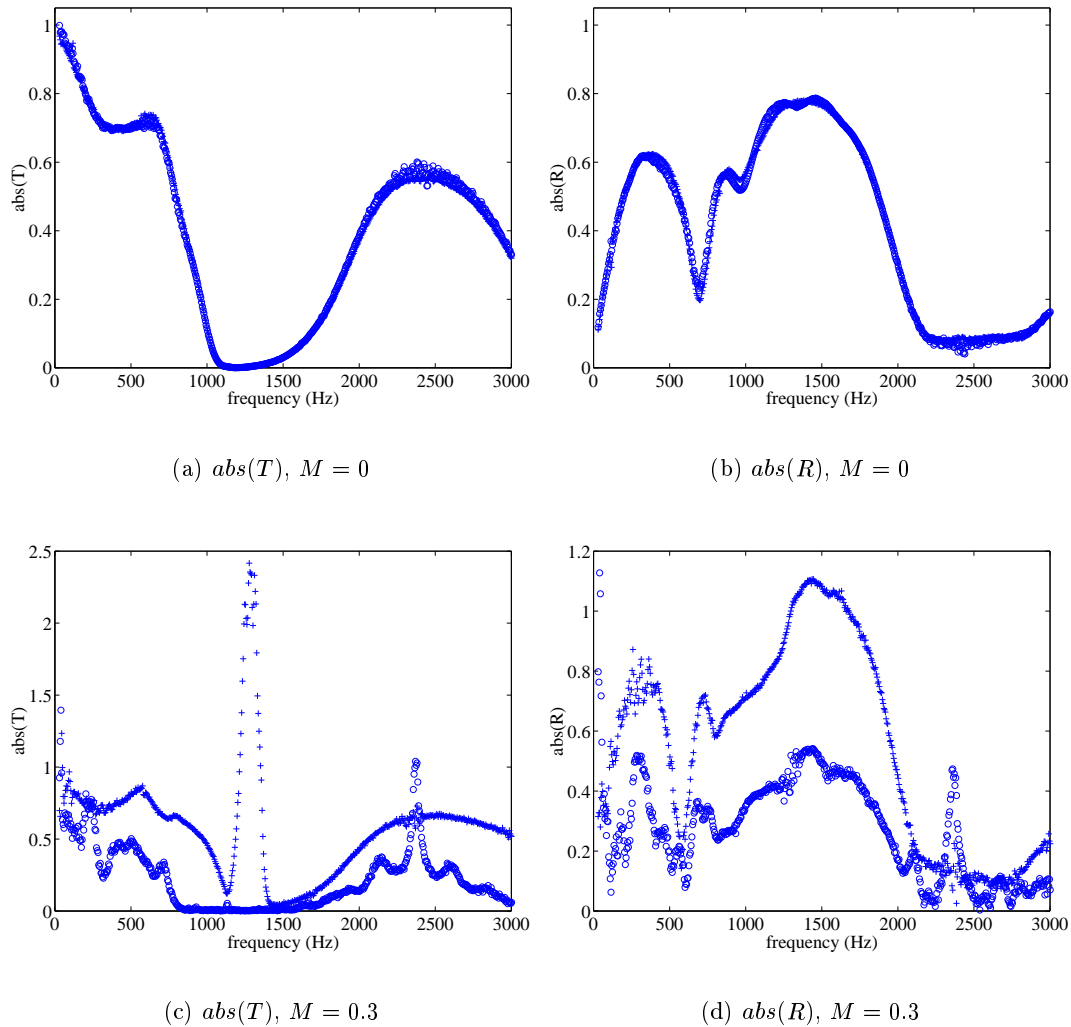 1
0.8
0.6
0.4
0.2
0
abs(T)
0 500 1000 1500 2000 2500 3000
frequency (Hz)
(a) abs(T), M = 0
1
0.8
0.6
0.4
0.2
0
abs(R)
0 500 1000 1500 2000 2500 3000
frequency (Hz)
(b) abs(R), M = 0
2.5
2
1.5
1
0.5
0
abs(T)
0 500 1000 1500 2000 2500 3000
frequency (Hz)
(c) abs(T), M = 0.3
1.2
1
0.8
0.6
0.4
0.2
0
abs(R)
0 500 1000 1500 2000 2500 3000
frequency (Hz)
(d) abs(R), M = 0.3